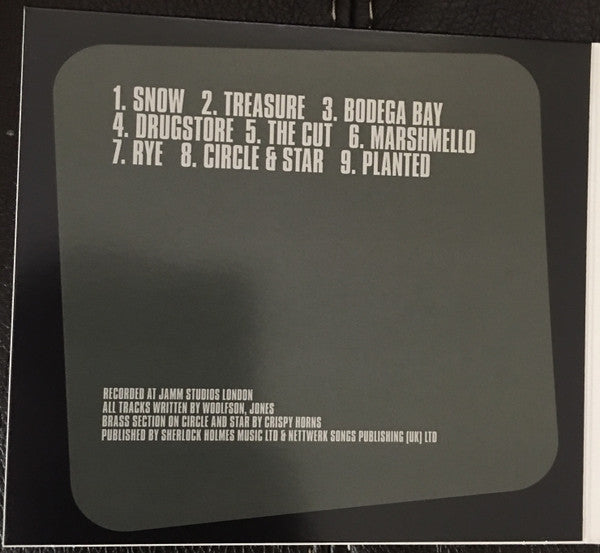 1. SNOW 2. TREASURE 3. BODEGA BAY
4. DRUGSTORE 5. THE CUT 6. MARSHMELLO
7. RYE 8. CIRCLE & STAR 9. PLANTED
RECORDED AT JAMM STUDIOS LONDON
ALL TRACKS WRITTEN BY WOOLFSON, JONES
BRASS SECTION ON CIRCLE AND STAR BY CRISPY HORNS
PUBLISHED BY SHERLOCK HOLMES MUSIC LTD & NETTWERK SONGS PUBLISHING (UK) LTD